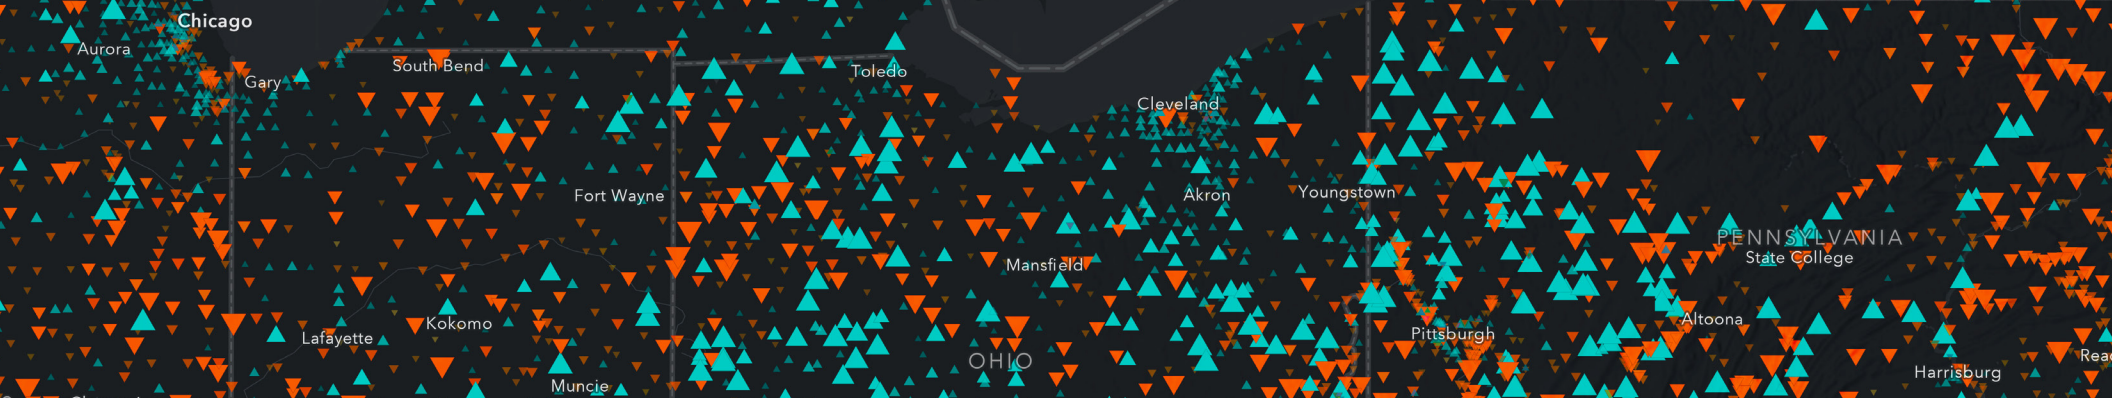 Chicago
Aurora
South Bend
Gary
Toledo
Cleveland
Fort Wayne
Akron
Youngstown
PENNSYLVANIA
State College
Mansfield
Kokomo
Lafayette
Altoona
Pittsburgh
OHIO
Muncie
Harrisburg
Reac